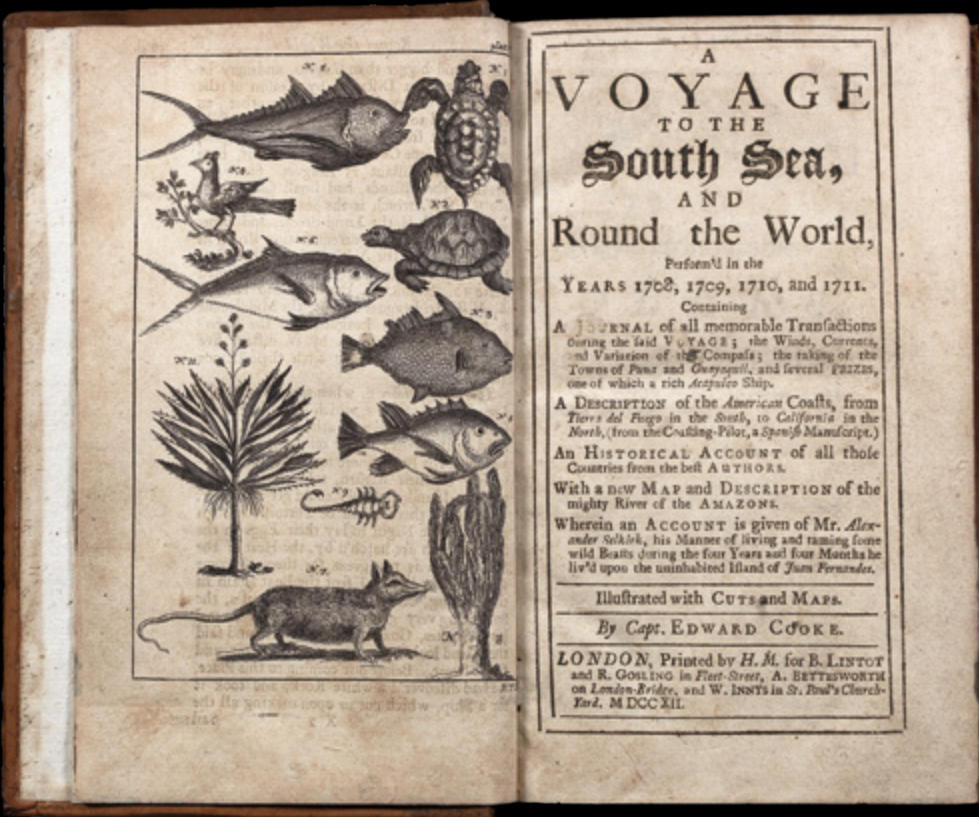 A
VOYAGE
TO THE
South Sea,
AND
Round the World,
Perform'd in the
YEARS 1708, 1709, 1710, and 1711.
Containing
A JOURNAL of all memorable Transactions
during the said VOYAGE; the Winds, Currents,
and Variation of the Compass; the taking of the
Towns of Puna and Guayaquil, and several PRIZES,
one of which a rich Acapulco Ship.
A DESCRIPTION of the American Coasts, from
Tierra del Fuego in the South, to California in the
North, (from the Coasting-Pilot, a Spanish Manuscript.)
An HISTORICAL ACCOUNT of all those
Countries from the best AUTHORS.
With a new MAP and DESCRIPTION of the
mighty River of the AMAZONS.
Wherein an ACCOUNT is given of Mr. Alex-
ander Selkirk, his Manner of living and taming some
wild Beasts during the four Years and four Months he
liv'd upon the uninhabited Island of Juan Fernandes.
Illustrated with CUTS and MAPS.
By Capt. EDWARD COOKE.
LONDON, Printed by H. M. for B. LINTOT
and R. GOSLING in Fleet-Street, A. BETTESWORTH
on London-Bridge, and W. INNYS in St. Paul's Church-
Yard. M DCC XII.